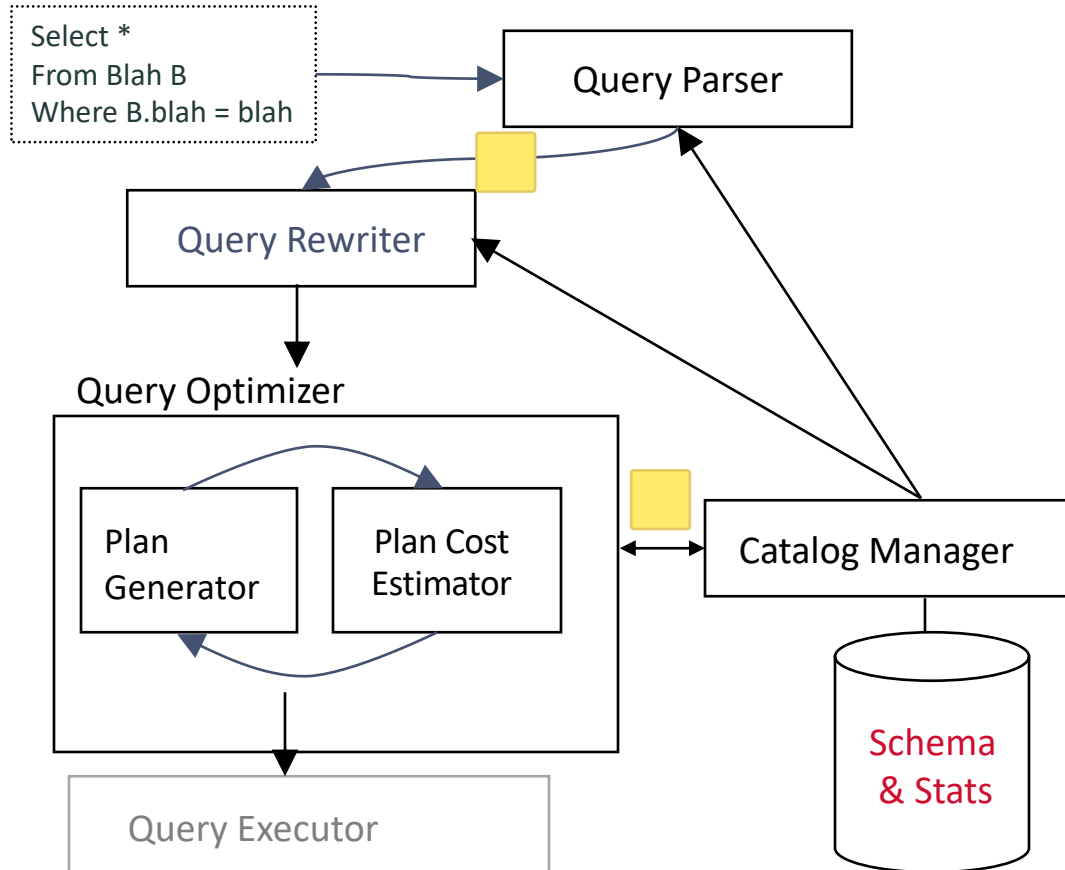 Select *
From Blah B
Where B.blah = blah
Query Parser
Query Rewriter
Query Optimizer
Plan
Generator
Plan Cost
Estimator
Catalog Manager
Schema
& Stats
Query Executor